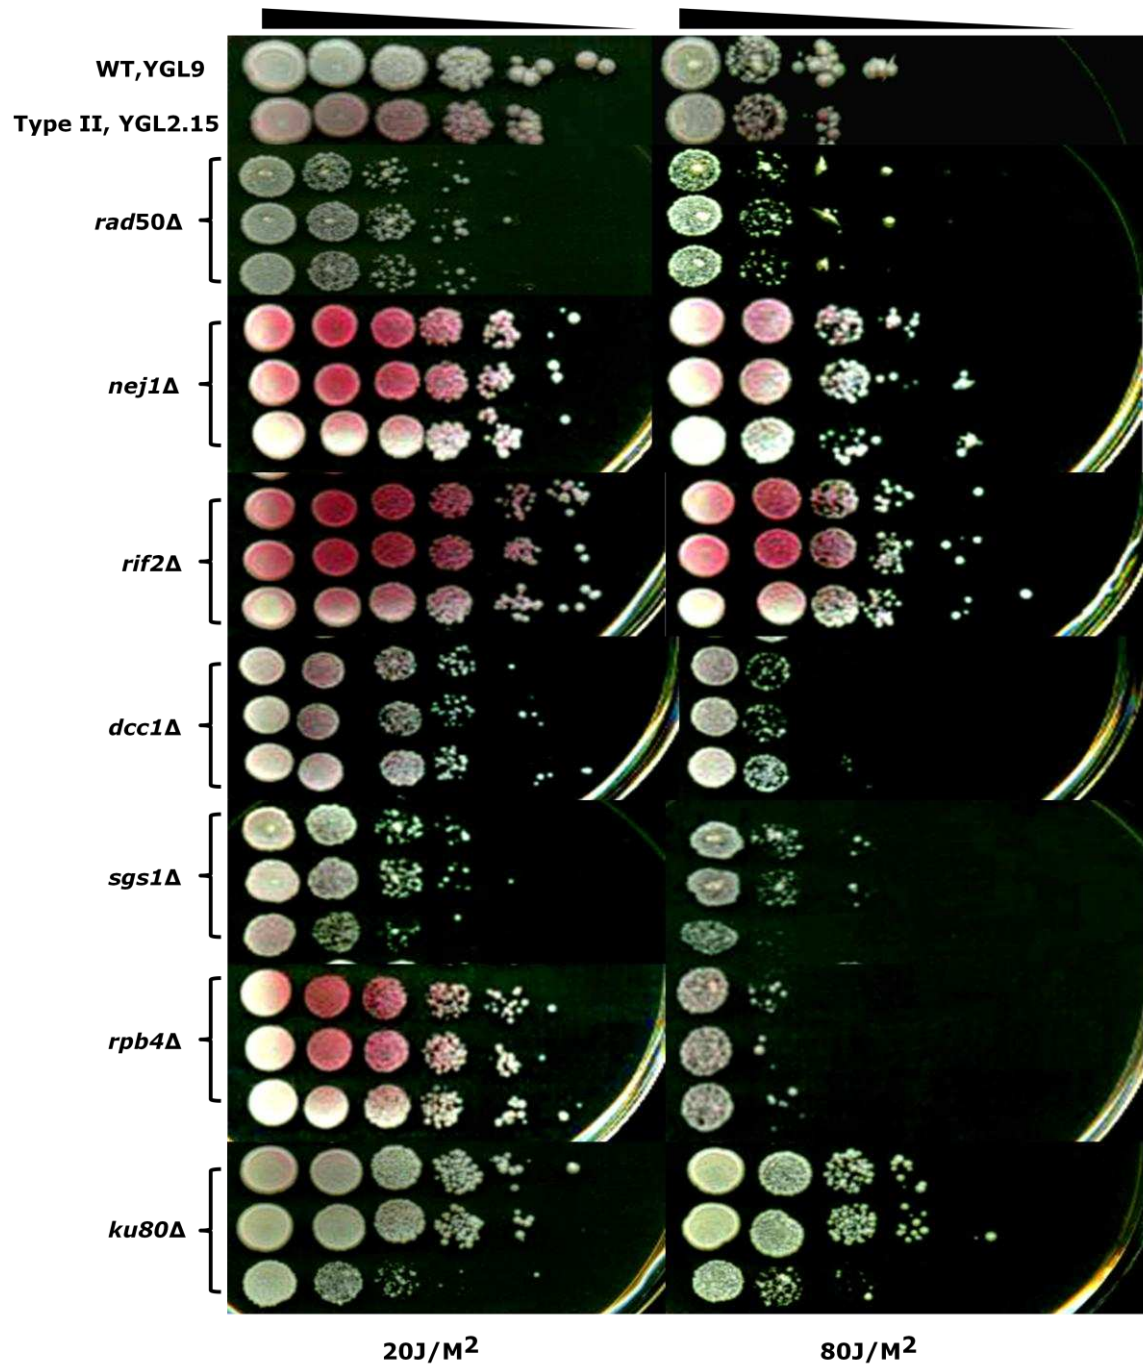 WT,YGL9
Type II, YGL2.15
rad50Δ
nej1Δ
rif2Δ
dcc1Δ
sgs1Δ
rpb4Δ
ku80Δ
20J/M² 80J/M²